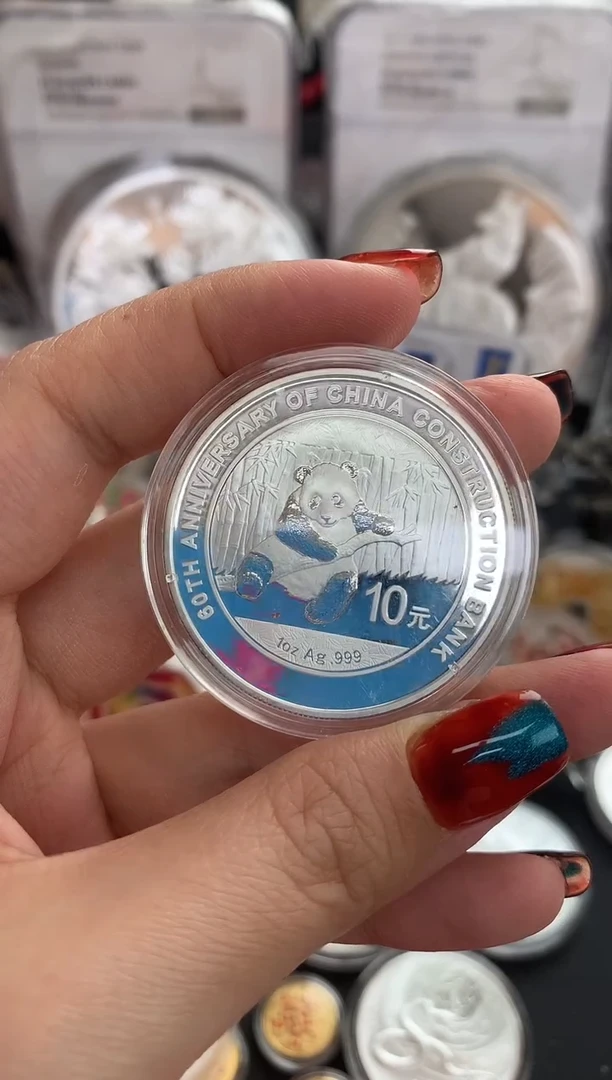 60TH ANNIVERSARY OF CHINA CONSTRUCTION BANK
10元
1oz Ag .999